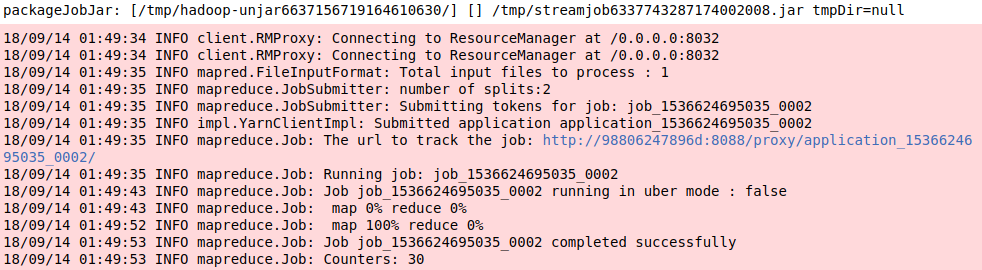 packageJobJar: [/tmp/hadoop-unjar6637156719164610630/] [] /tmp/streamjob6337743287174002008.jar tmpDir=null
18/09/14 01:49:34 INFO client.RMProxy: Connecting to ResourceManager at /0.0.0.0:8032
18/09/14 01:49:34 INFO client.RMProxy: Connecting to ResourceManager at /0.0.0.0:8032
18/09/14 01:49:35 INFO mapred.FileInputFormat: Total input files to process : 1
18/09/14 01:49:35 INFO mapreduce.JobSubmitter: number of splits:2
18/09/14 01:49:35 INFO mapreduce.JobSubmitter: Submitting tokens for job: job_1536624695035_0002
18/09/14 01:49:35 INFO impl.YarnClientImpl: Submitted application application_1536624695035_0002
18/09/14 01:49:35 INFO mapreduce.Job: The url to track the job: http://98806247896d:8088/proxy/application_15366246
95035_0002/
18/09/14 01:49:35 INFO mapreduce.Job: Running job: job_1536624695035_0002
18/09/14 01:49:43 INFO mapreduce.Job: Job job_1536624695035_0002 running in uber mode : false
18/09/14 01:49:43 INFO mapreduce.Job:  map 0% reduce 0%
18/09/14 01:49:52 INFO mapreduce.Job:  map 100% reduce 0%
18/09/14 01:49:53 INFO mapreduce.Job: Job job_1536624695035_0002 completed successfully
18/09/14 01:49:53 INFO mapreduce.Job: Counters: 30